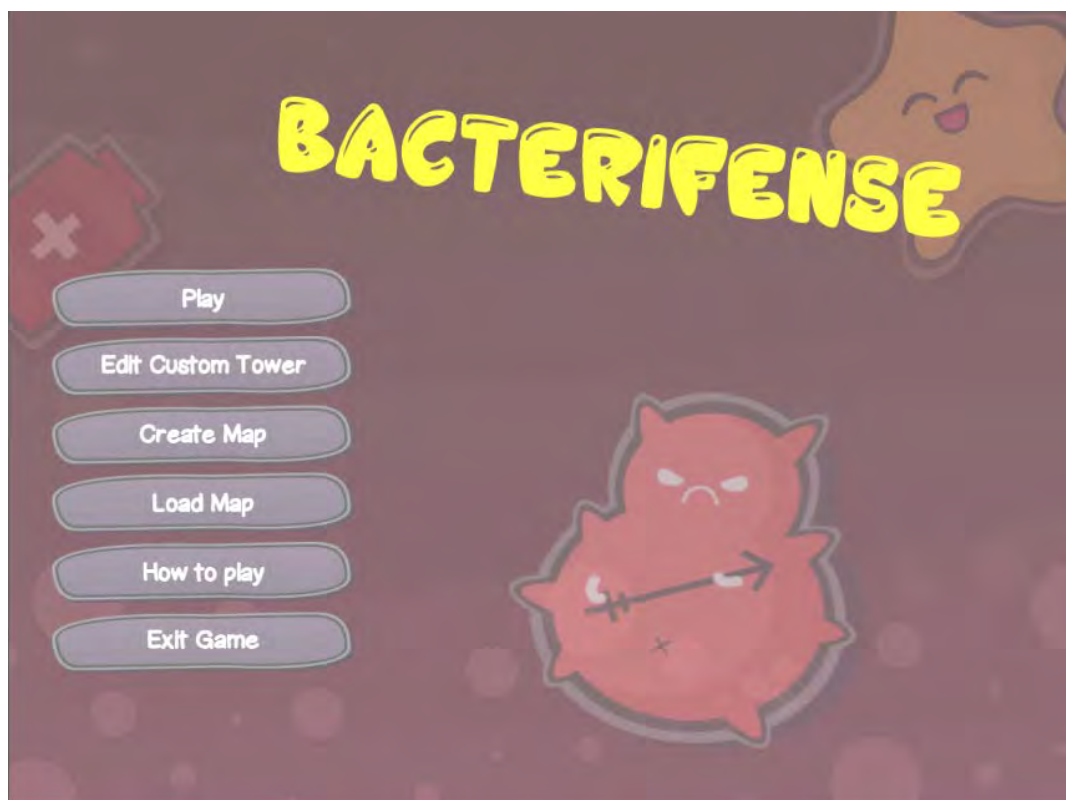 BACTERIFENSE
Play
Edit Custom Tower
Create Map
Load Map
How to play
Exit Game